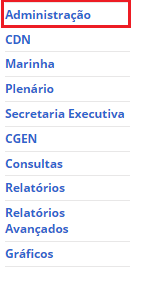 Administração
CDN
Marinha
Plenário
Secretaria Executiva
CGEN
Consultas
Relatórios
Relatórios
Avançados
Gráficos